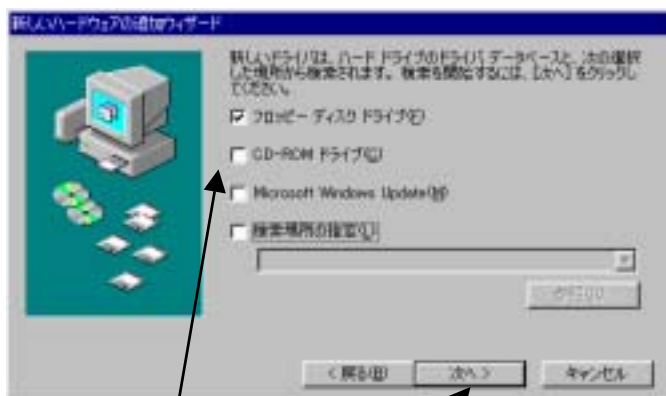 新しいハードウェアの追加ウィザード
新しいドライバは、ハード ドライブのドライバ データベースと、次の選択
した場所から検索されます。検索を開始するには、[次へ] をクリックし
てください。
フロッピー ディスク ドライブ(F)
CD-ROM ドライブ(C)
Microsoft Windows Update(M)
検索場所の指定(L)
< 戻る(B)
次へ >
キャンセル